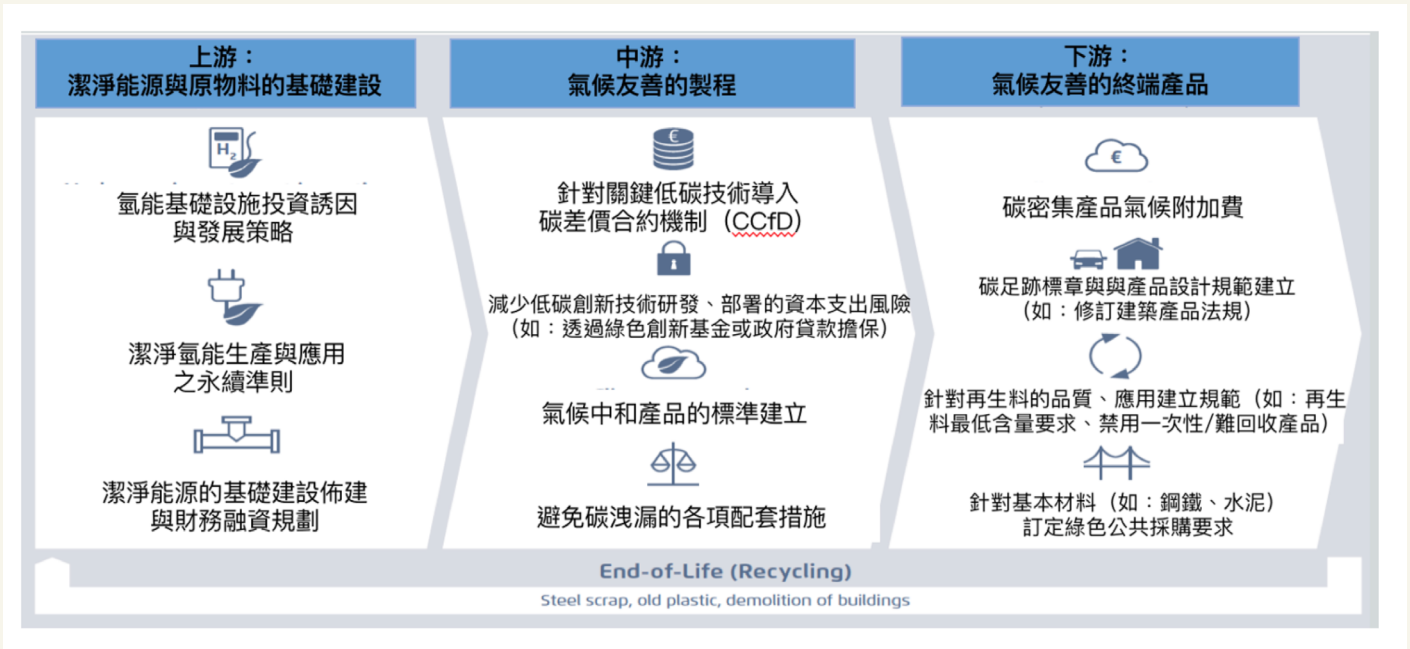 上游：
潔淨能源與原物料的基礎建設
H₂
氫能基礎設施投資誘因
與發展策略
潔淨氫能生產與應用
之永續準則
潔淨能源的基礎建設佈建
與財務融資規劃
中游：
氣候友善的製程
€
針對關鍵低碳技術導入
碳差價合約機制（CCfD）
減少低碳創新技術研發、部署的資本支出風險
（如：透過綠色創新基金或政府貸款擔保）
氣候中和產品的標準建立
避免碳洩漏的各項配套措施
下游：
氣候友善的終端產品
€
碳密集產品氣候附加費
碳足跡標章與與產品設計規範建立
（如：修訂建築產品法規）
針對再生料的品質、應用建立規範（如：再生
料最低含量要求、禁用一次性/難回收產品）
針對基本材料（如：鋼鐵、水泥）
訂定綠色公共採購要求
End-of-Life (Recycling)
Steel scrap, old plastic, demolition of buildings